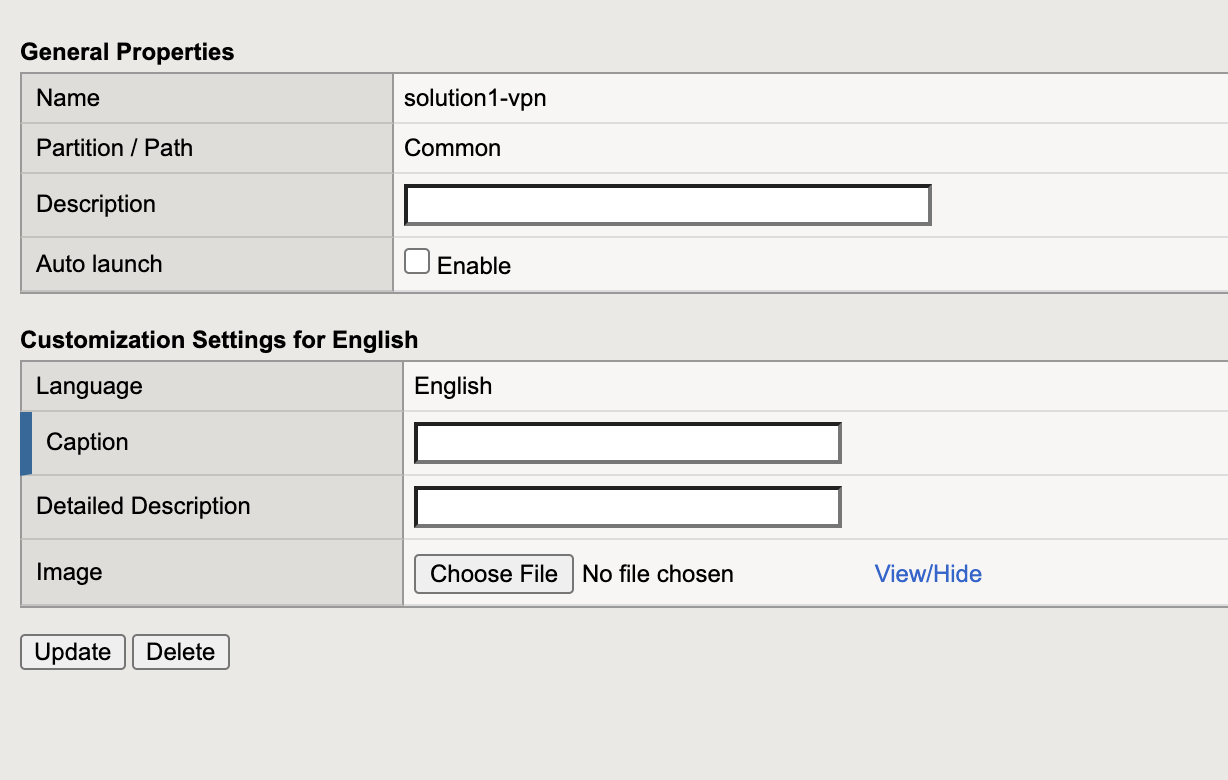 General Properties
Name solution1-vpn
Partition / Path Common
Description
Auto launch Enable
Customization Settings for English
Language English
Caption
Detailed Description
Image Choose File No file chosen View/Hide
Update Delete